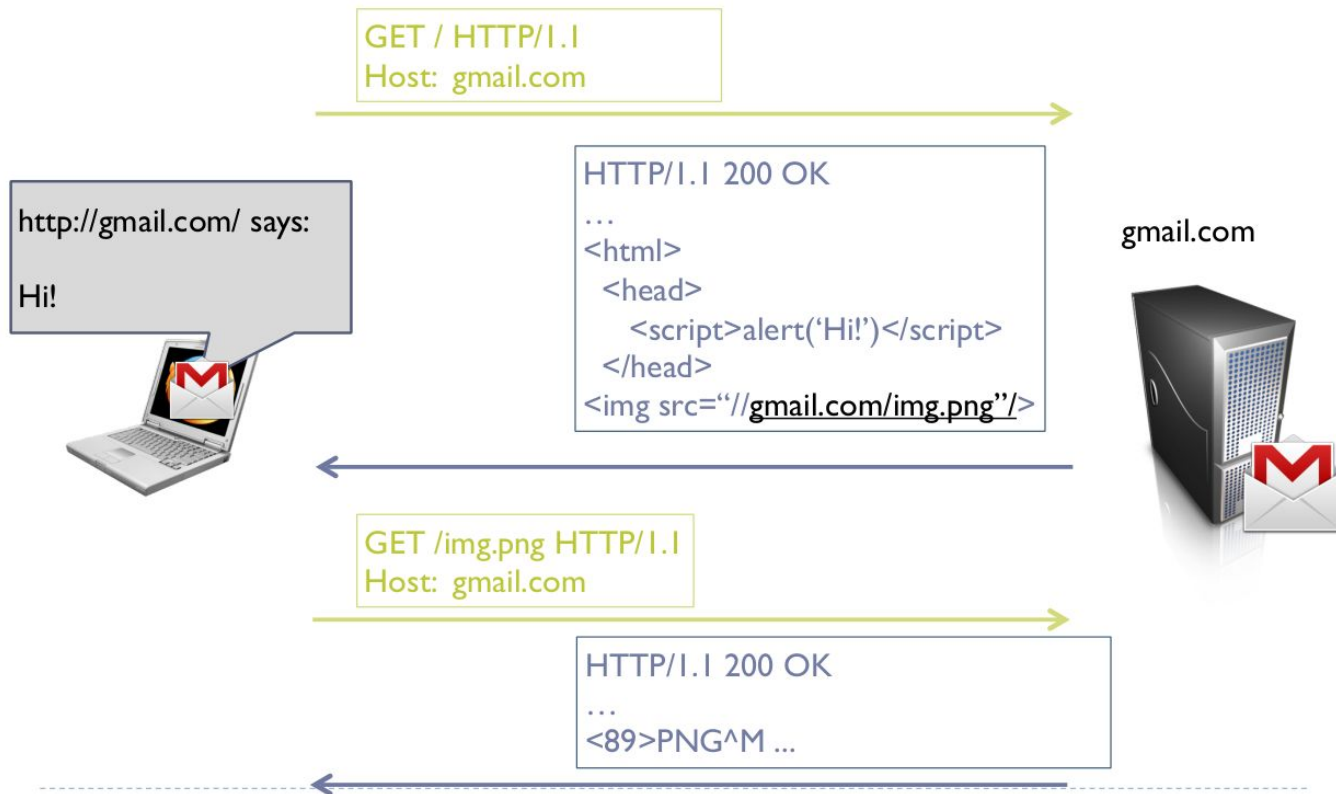 GET / HTTP/1.1
Host: gmail.com
HTTP/1.1 200 OK
…
<html>
<head>
<script>alert(‘Hi!’)</script>
</head>
<img src=“//gmail.com/img.png”/>
http://gmail.com/ says:
Hi!
gmail.com
GET /img.png HTTP/1.1
Host: gmail.com
HTTP/1.1 200 OK
…
<89>PNG^M ...